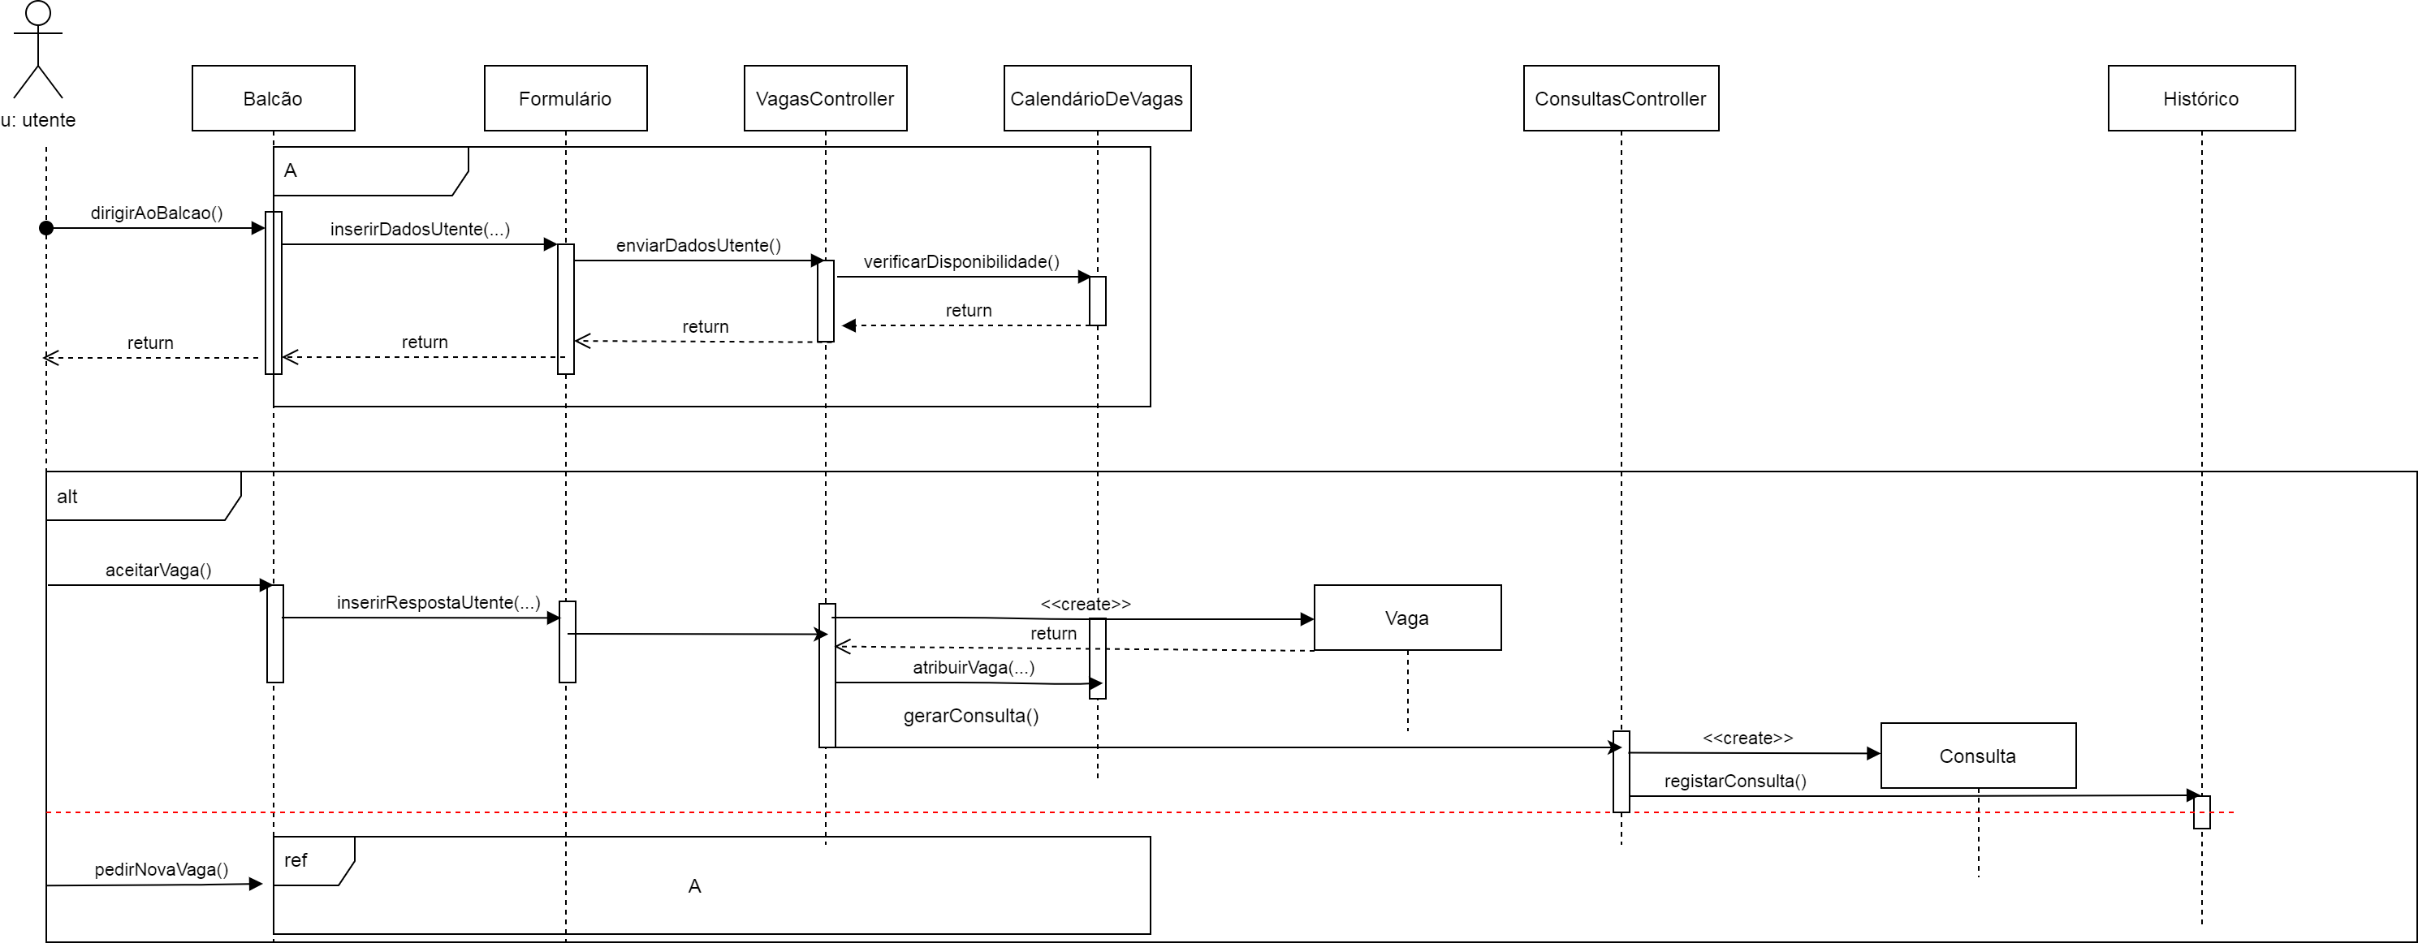 u: utente
Balcão
Formulário
VagasController
CalendárioDeVagas
ConsultasController
Histórico
A
dirigirAoBalcao()
inserirDadosUtente(...)
enviarDadosUtente()
verificarDisponibilidade()
return
return
return
return
alt
aceitarVaga()
inserirRespostaUtente(...)
<<create>>
Vaga
return
atribuirVaga(...)
gerarConsulta()
<<create>>
Consulta
registarConsulta()
ref
pedirNovaVaga()
A